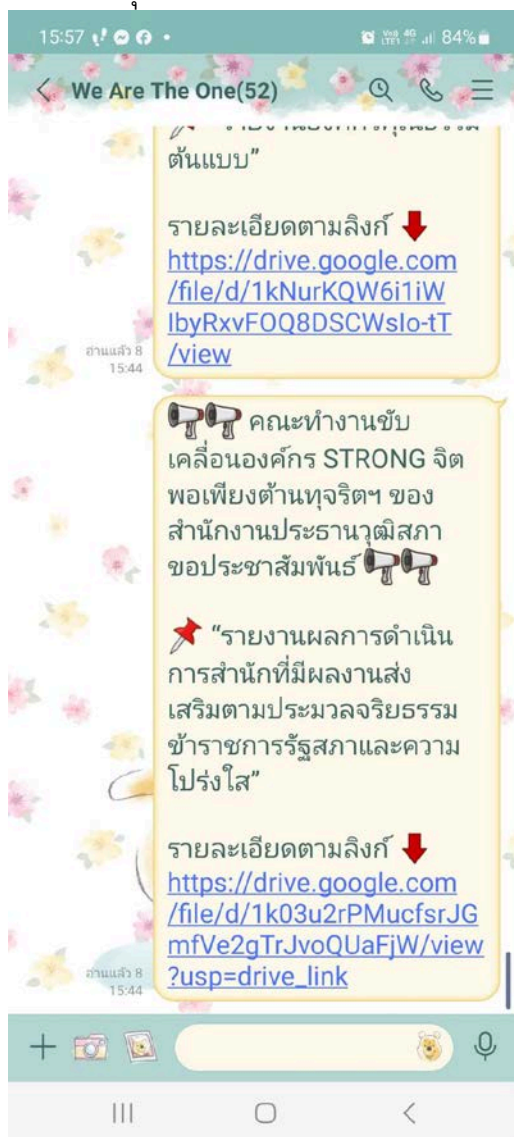 15:57
84%
We Are The One(52)
ต้นแบบ”
รายละเอียดตามลิงก์
https://drive.google.com
/file/d/1kNurKQW6i1iW
IbyRxvFOQ8DSCWsIo-tT
/view
อ่านแล้ว 8
15:44
คณะทำงานขับ
เคลื่อนองค์กร STRONG จิต
พอเพียงต้านทุจริตฯ ของ
สำนักงานประธานวุฒิสภา
ขอประชาสัมพันธ์
“รายงานผลการดำเนิน
การสำนักที่มีผลงานส่ง
เสริมตามประมวลจริยธรรม
ข้าราชการรัฐสภาและความ
โปร่งใส”
รายละเอียดตามลิงก์
https://drive.google.com
/file/d/1k03u2rPMucfsrJG
mfVe2gTrJvoQUaFjW/view
?usp=drive_link
อ่านแล้ว 8
15:44